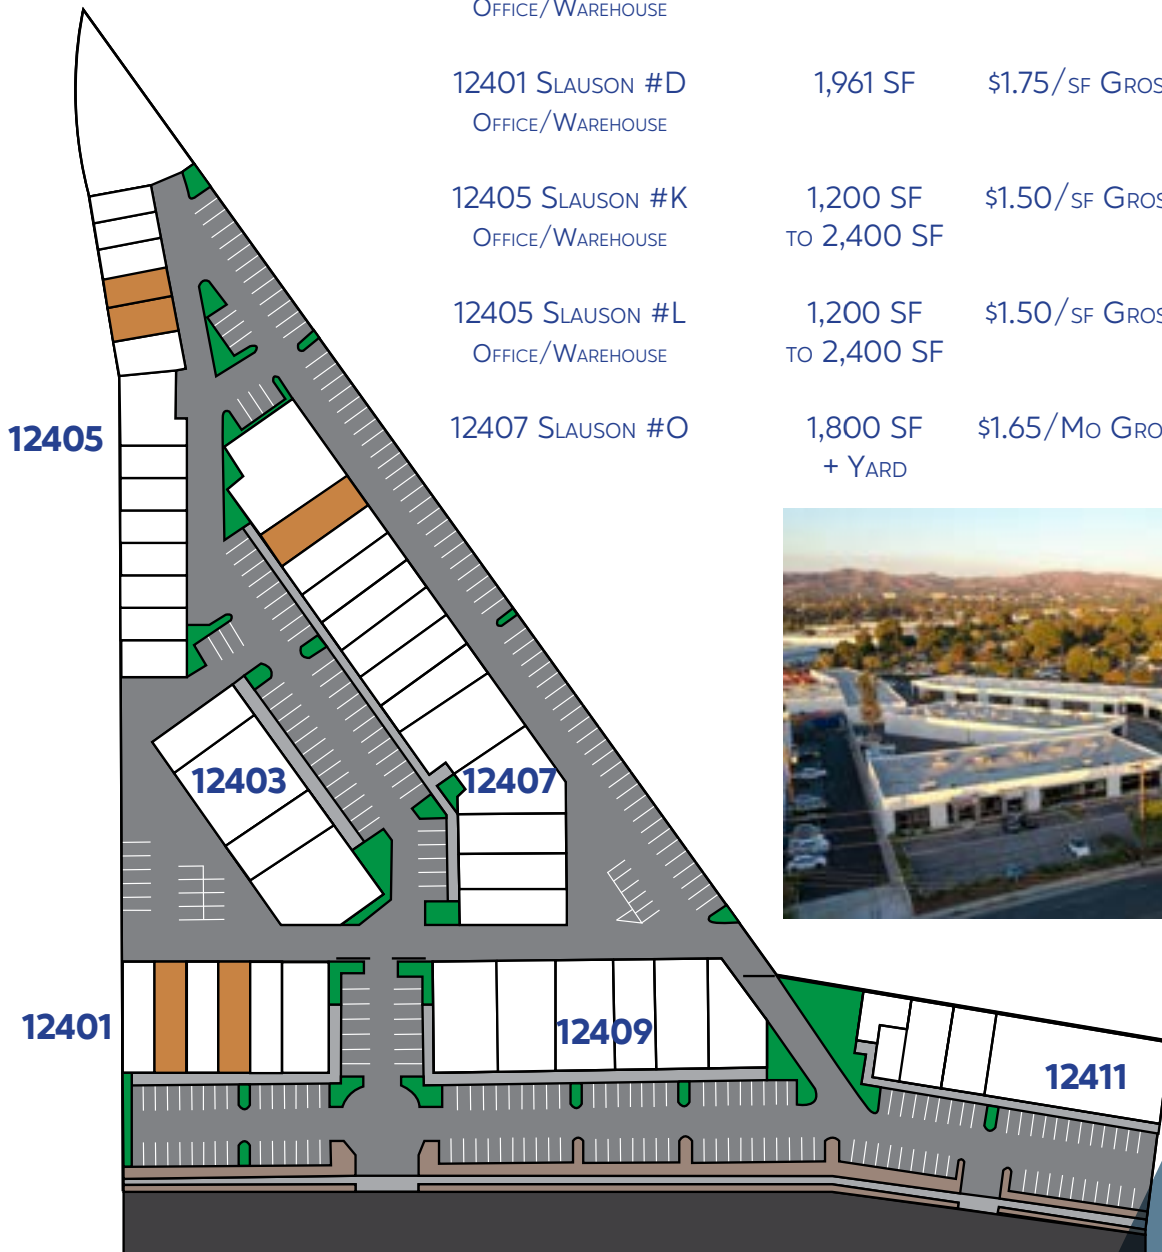 Office/Warehouse
12401 Slauson #D 1,961 SF $1.75/SF Gros
Office/Warehouse
12405 Slauson #K 1,200 SF $1.50/SF Gros
Office/Warehouse to 2,400 SF
12405 Slauson #L 1,200 SF $1.50/SF Gros
Office/Warehouse to 2,400 SF
12407 Slauson #O 1,800 SF $1.65/Mo Gro
+ Yard
12405
12403
12407
12401
12409
12411